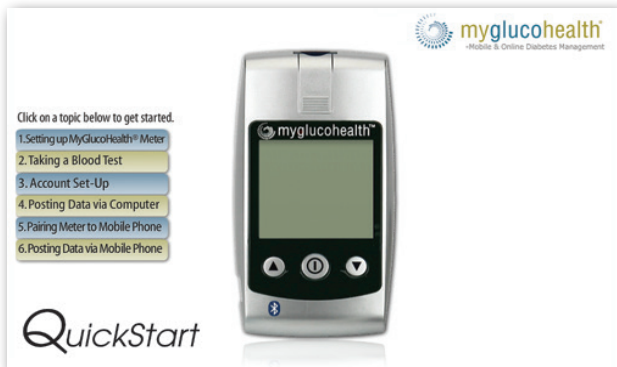 myglucohealth®
-Mobile & Online Diabetes Management
Click on a topic below to get started.
1.Setting up MyGlucoHealth® Meter
2. Taking a Blood Test
3. Account Set-Up
4. Posting Data via Computer
5. Pairing Meter to Mobile Phone
6. Posting Data via Mobile Phone
myglucohealth™
QuickStart